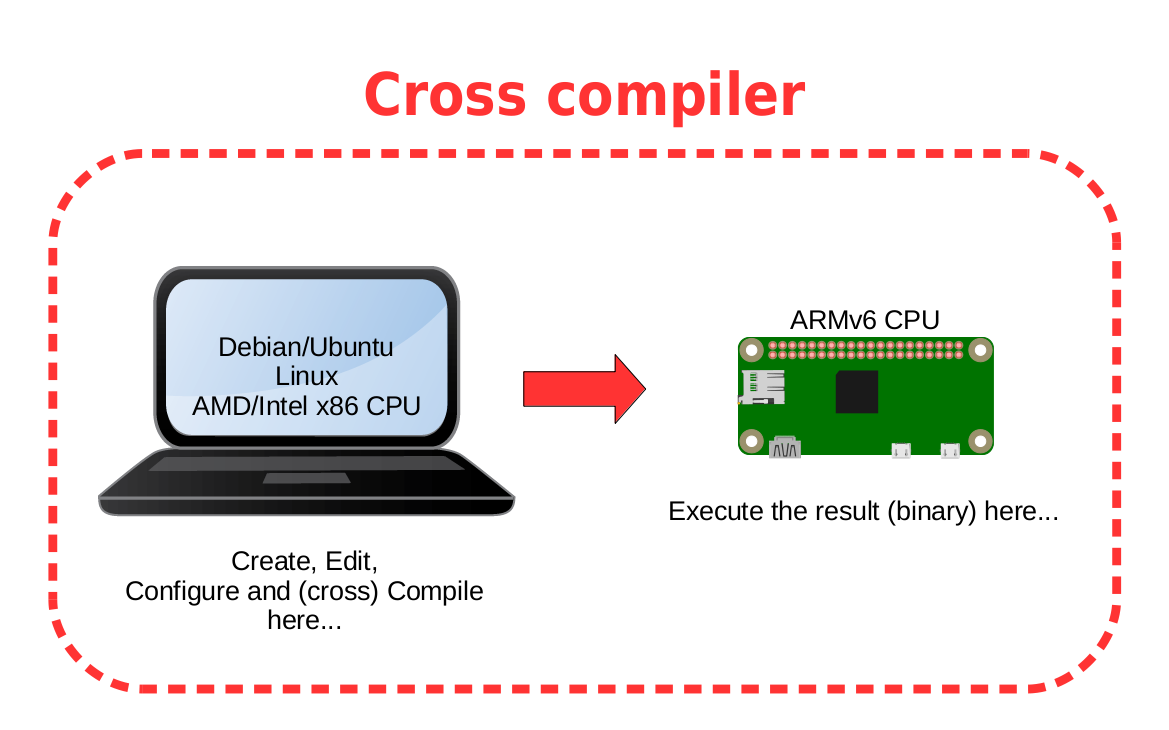 Cross compiler
Debian/Ubuntu
Linux
AMD/Intel x86 CPU
ARMv6 CPU
Execute the result (binary) here...
Create, Edit,
Configure and (cross) Compile
here...